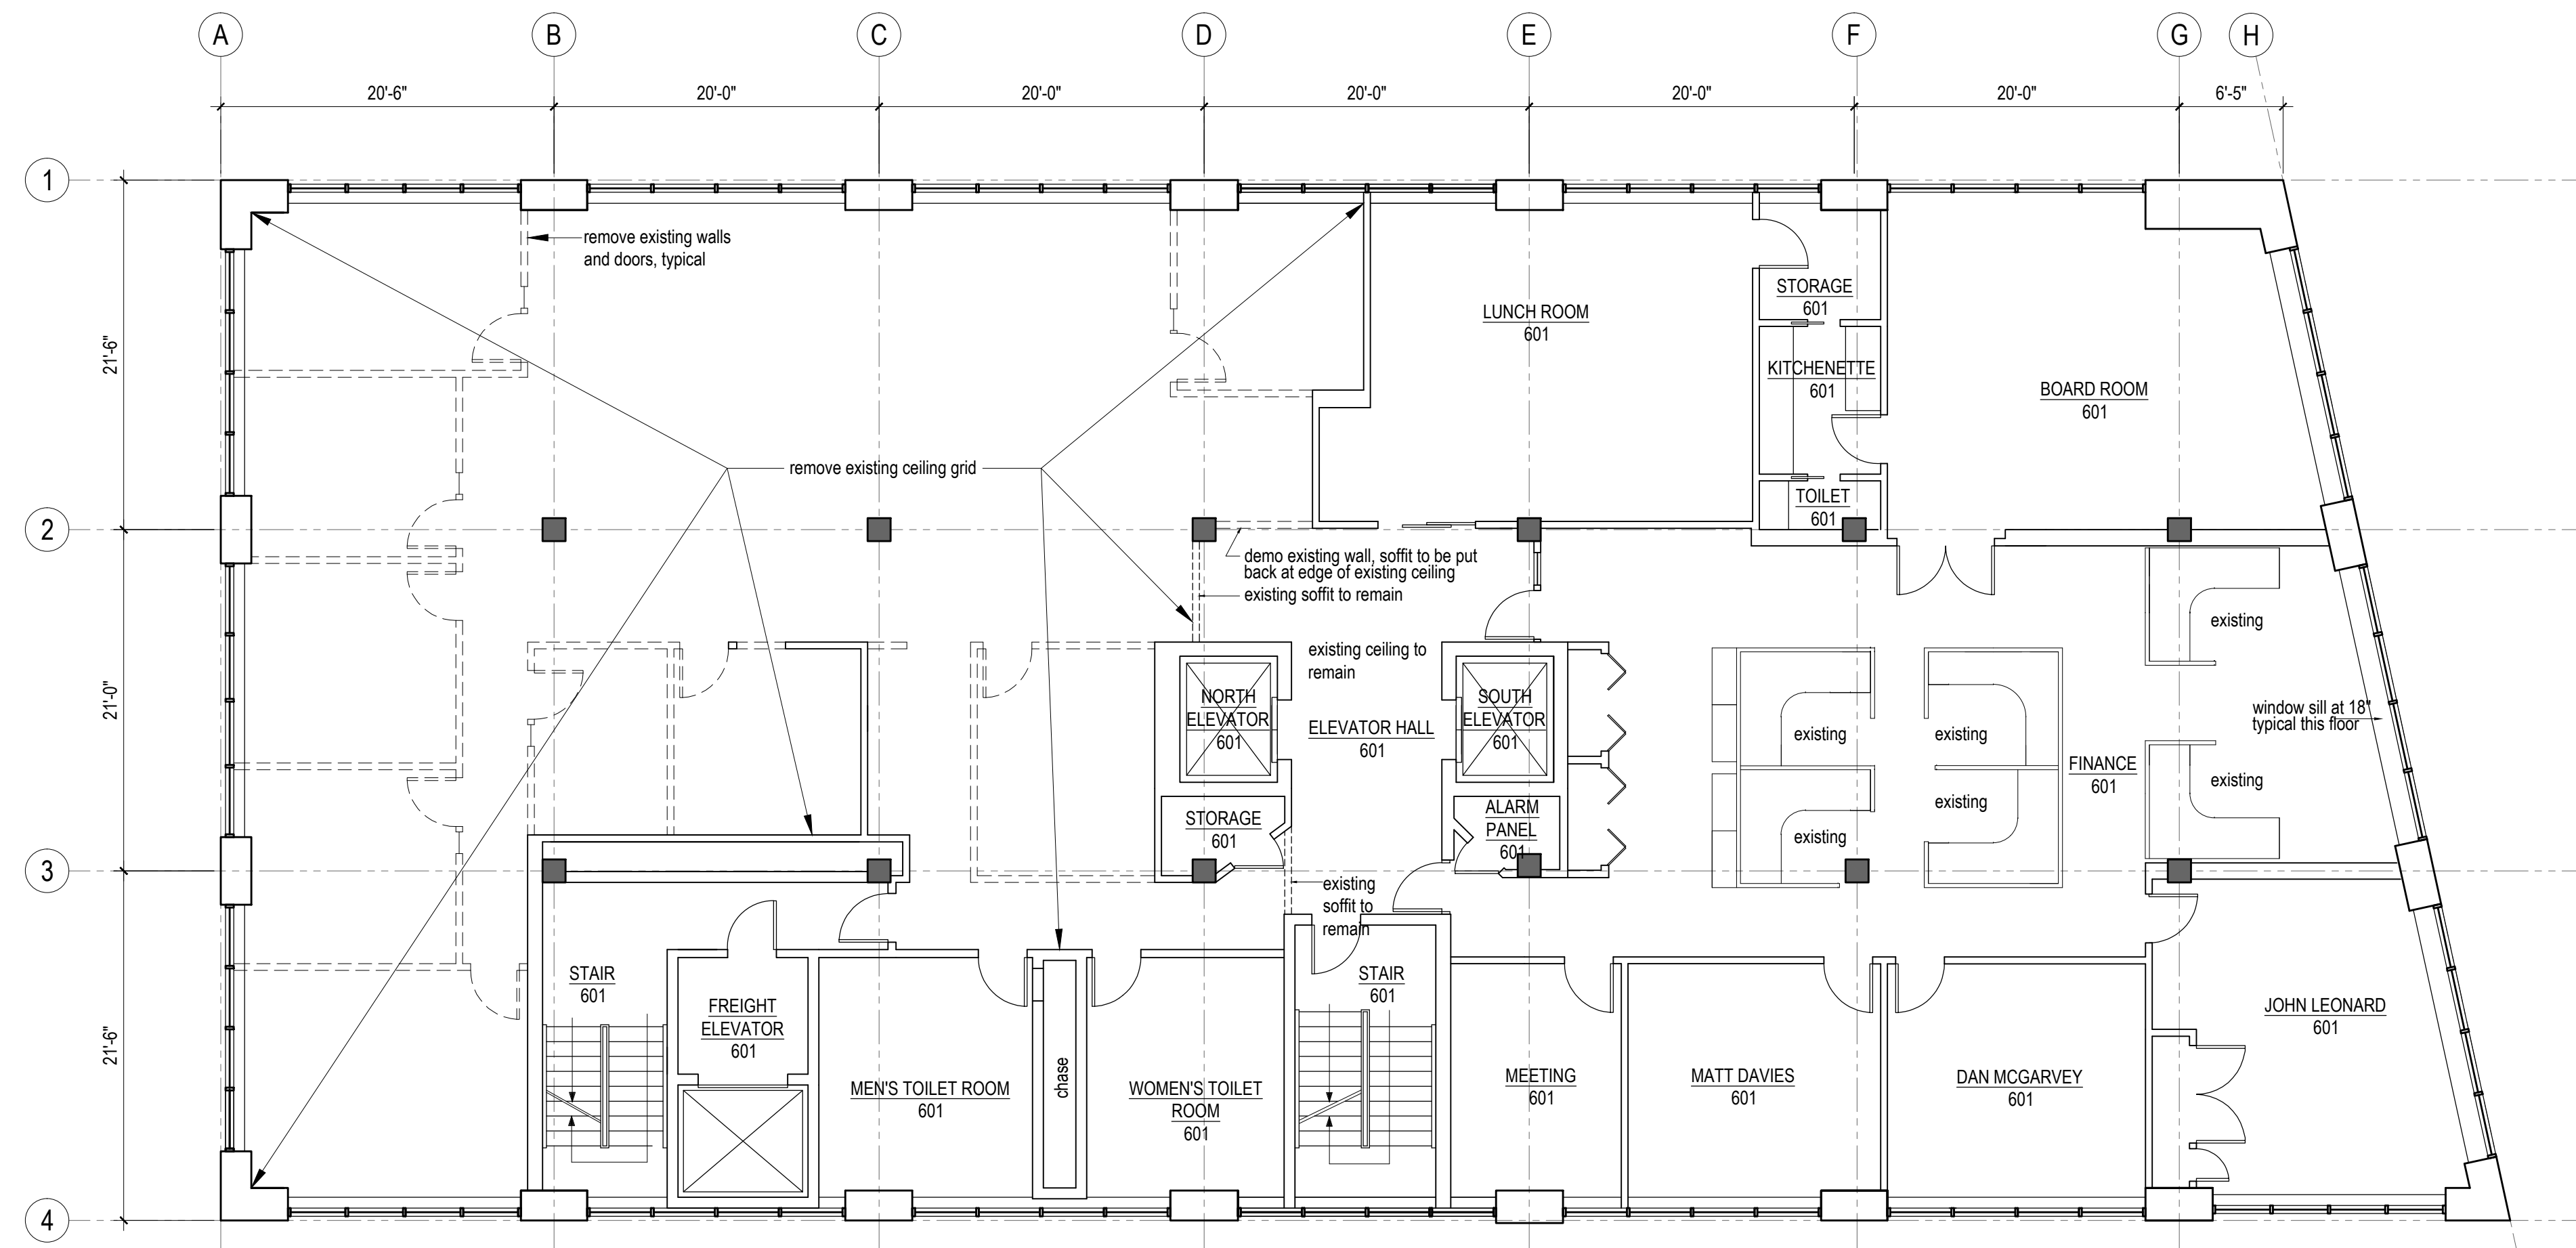 A
B
C
D
E
F
G
H
20'-6"
20'-0"
20'-0"
20'-0"
20'-0"
20'-0"
6'-5"
1
2
3
4
21'-6"
21'-0"
21'-6"
remove existing walls
and doors, typical
remove existing ceiling grid
LUNCH ROOM
601
STORAGE
601
KITCHENETTE
601
TOILET
601
BOARD ROOM
601
demo existing wall, soffit to be put
back at edge of existing ceiling
existing soffit to remain
existing ceiling to
remain
NORTH
ELEVATOR
601
ELEVATOR HALL
601
SOUTH
ELEVATOR
601
STORAGE
601
ALARM
PANEL
601
existing
soffit to
remain
existing
existing
existing
existing
existing
existing
FINANCE
601
window sill at 18"
typical this floor
STAIR
601
FREIGHT
ELEVATOR
601
MEN'S TOILET ROOM
601
chase
WOMEN'S TOILET
ROOM
601
STAIR
601
MEETING
601
MATT DAVIES
601
DAN MCGARVEY
601
JOHN LEONARD
601